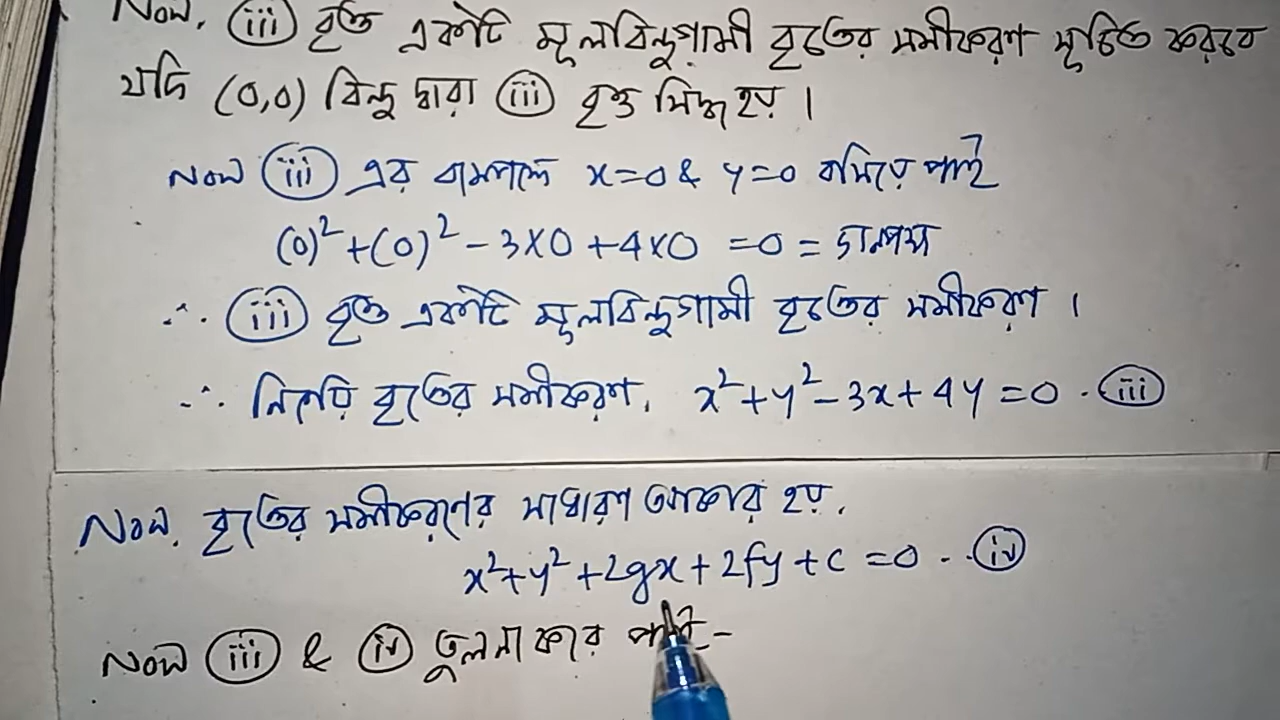 Now, (iii) বৃত্ত একটি মূলবিন্দুগামী বৃত্তের সমীকরণ সূচিত করবে
যদি (0,0) বিন্দু দ্বারা (iii) বৃত্ত সিদ্ধ হয় ।
Now (iii) এর বামপক্ষে x=0 & y=0 বসিয়ে পাই
(0)² + (0)² - 3×0 + 4×0 = 0 = ডানপক্ষ
∴ (iii) বৃত্ত একটি মূলবিন্দুগামী বৃত্তের সমীকরণ ।
∴ নির্ণেয় বৃত্তের সমীকরণ, x² + y² - 3x + 4y = 0 . (iii)
Now. বৃত্তের সমীকরণের সাধারণ আকার হয়,
x² + y² + 2gx + 2fy + c = 0 - . (iv)
Now (iii) & (iv) তুলনা করে পাই -